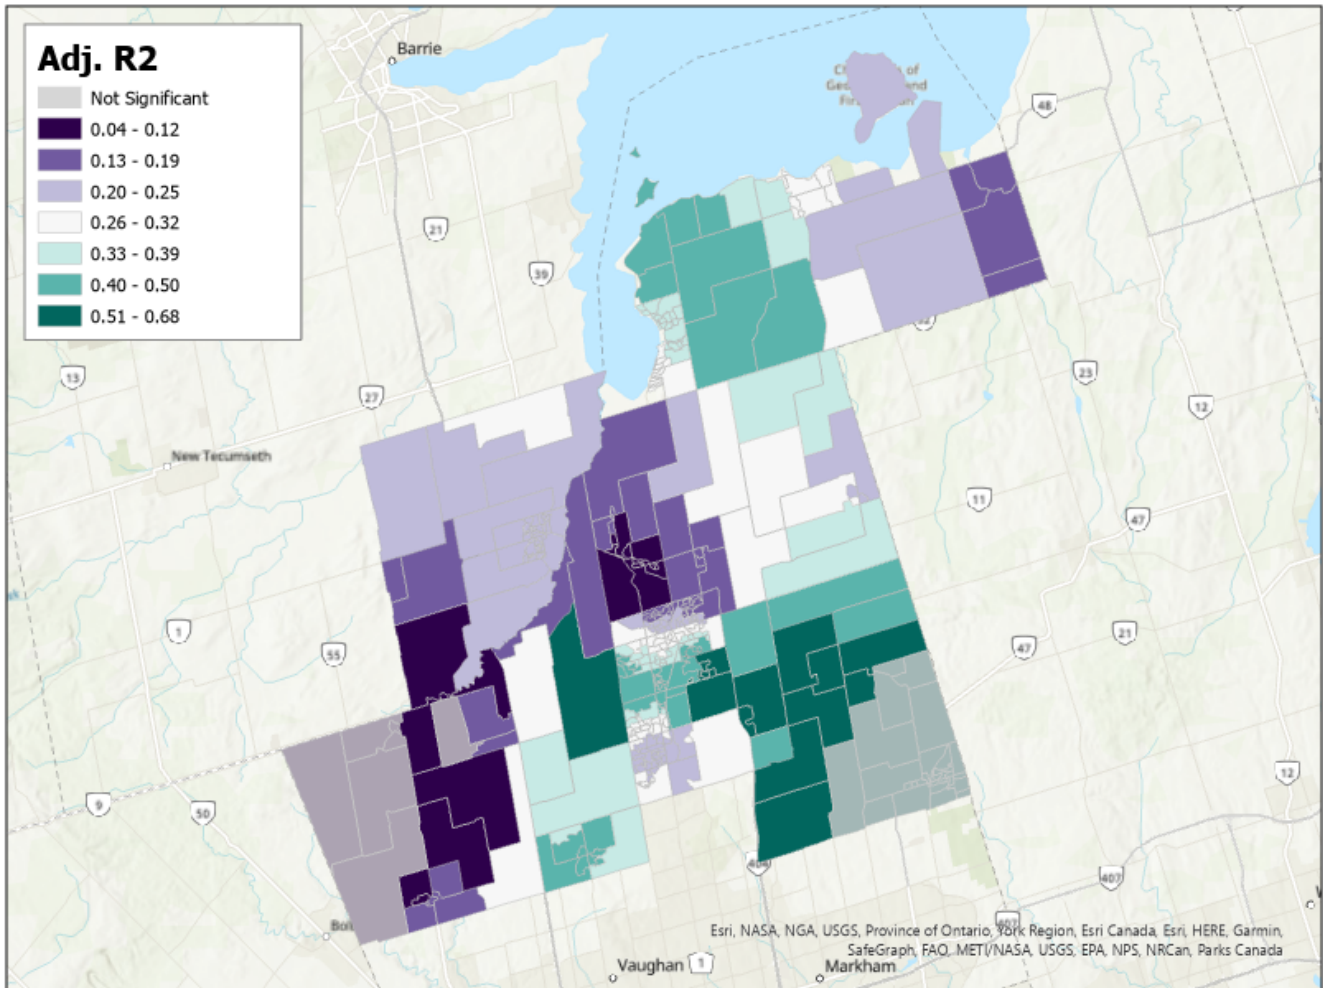 Adj. R2
Not Significant
0.04 - 0.12
0.13 - 0.19
0.20 - 0.25
0.26 - 0.32
0.33 - 0.39
0.40 - 0.50
0.51 - 0.68
Barrie
of
nd
48
21
39
13
27
23
12
New Tecumseth
11
47
1
55
47
21
9
50
12
404
407
407
Esri, NASA, NGA, USGS, Province of Ontario, York Region, Esri Canada, Esri, HERE, Garmin,
SafeGraph, FAO, METI/NASA, USGS, EPA, NPS, NRCan, Parks Canada
Vaughan
1
Markham